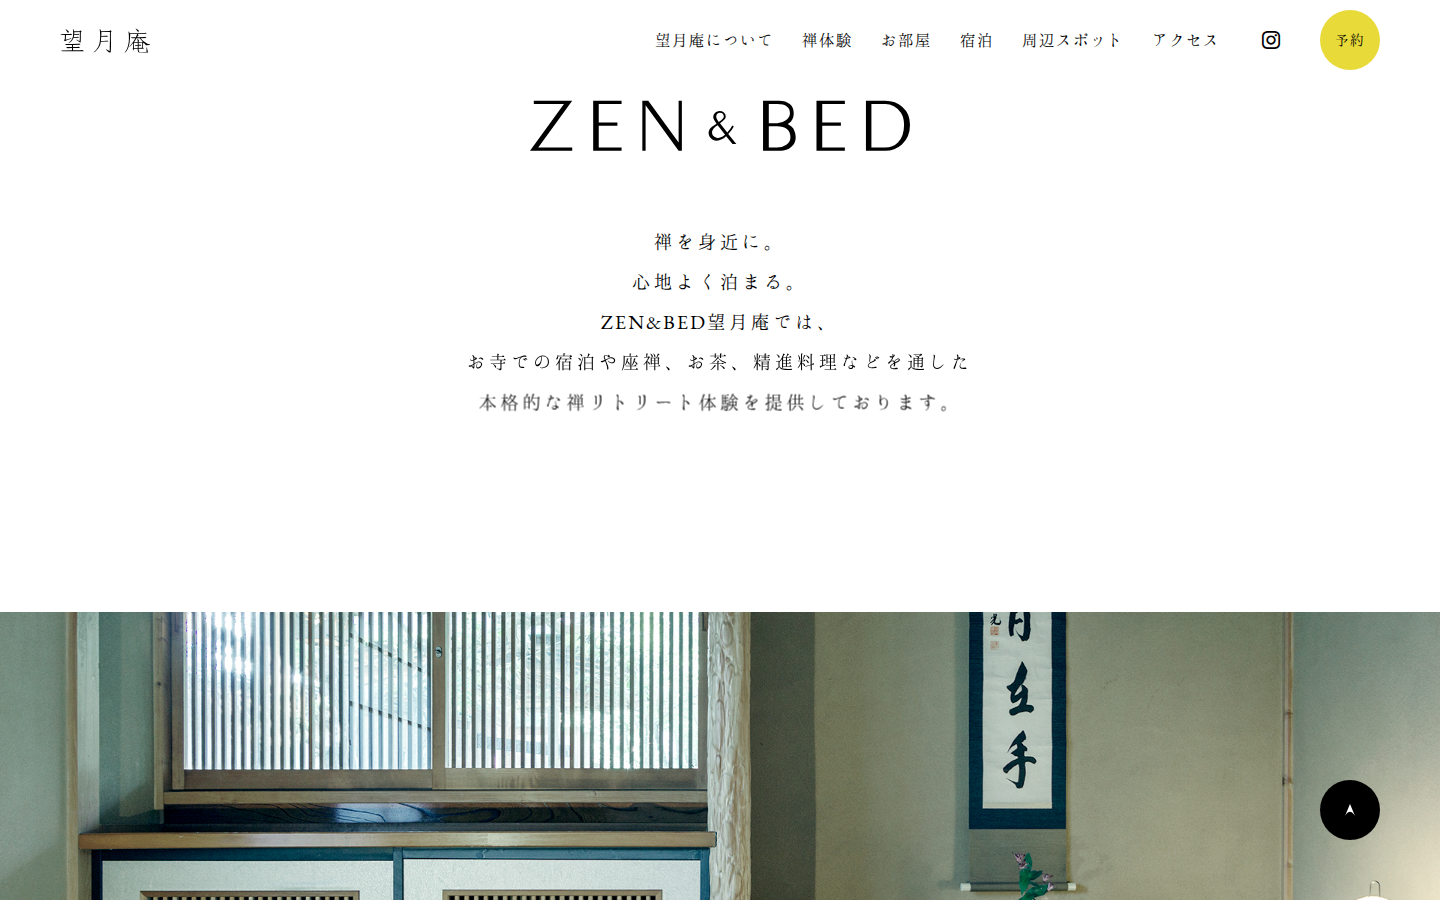 望月庵
望月庵について
禅体験
お部屋
宿泊
周辺スポット
アクセス
予約
ZEN & BED
禅を身近に。
心地よく泊まる。
ZEN&BED望月庵では、
お寺での宿泊や座禅、お茶、精進料理などを通した
本格的な禅リトリート体験を提供しております。
月
在
手